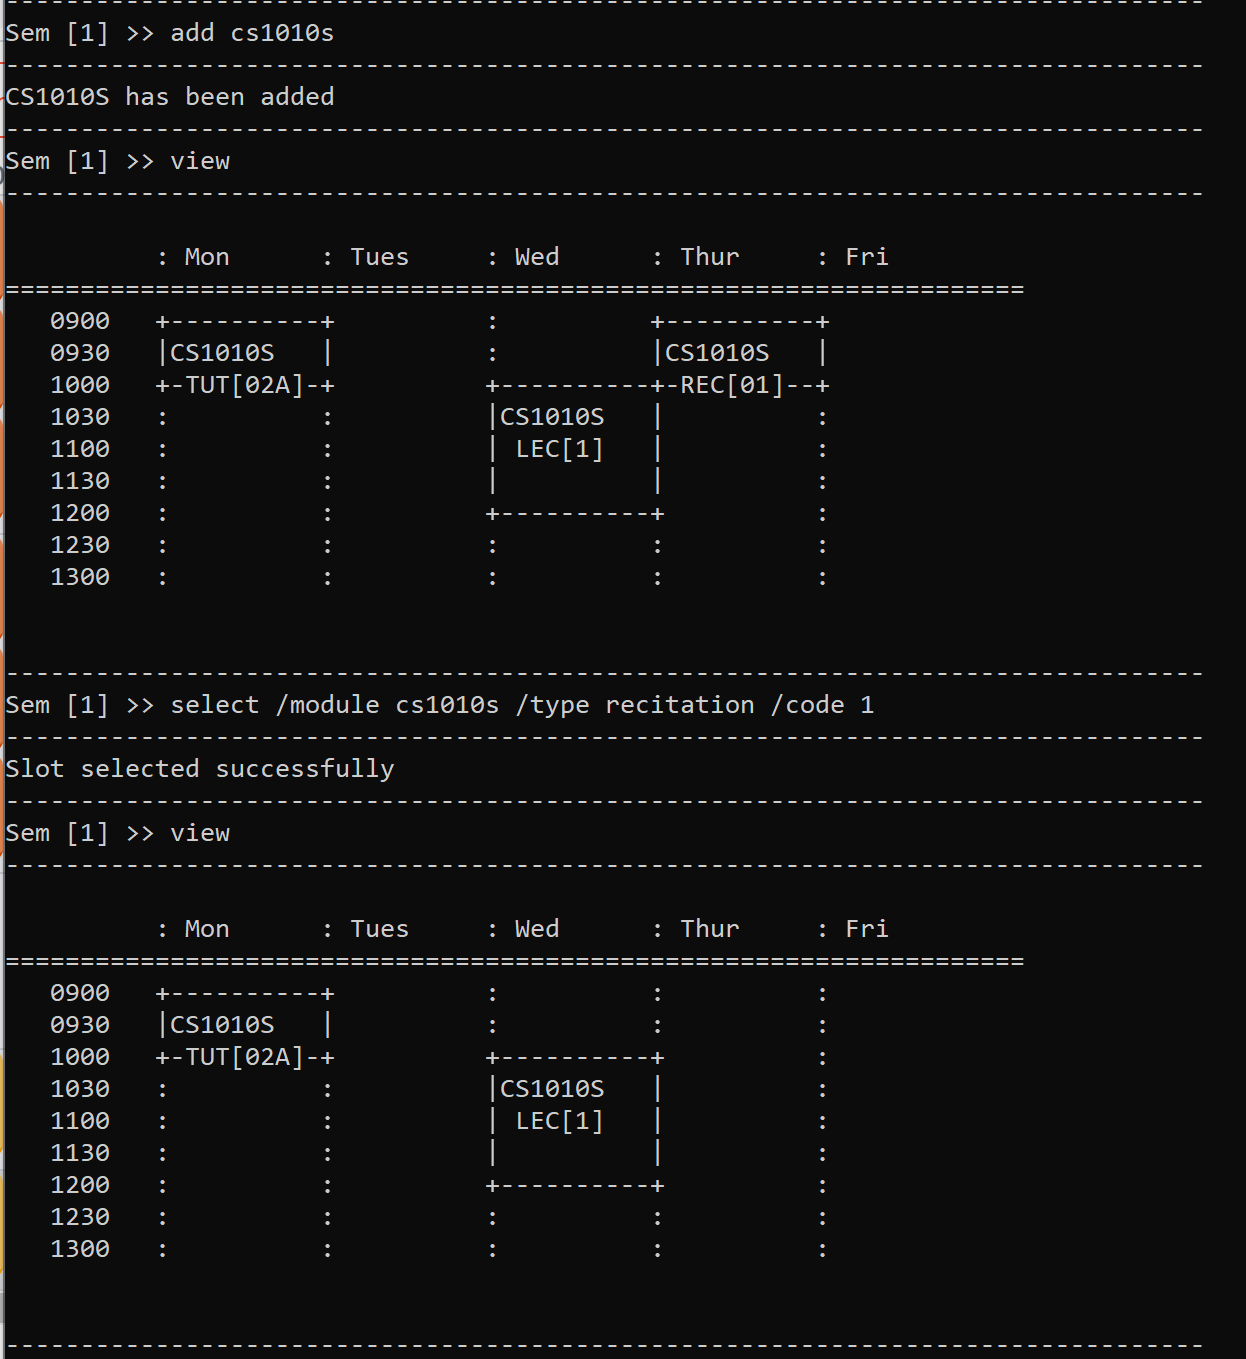 --------------------------------------------------------------------------------
Sem [1] >> add cs1010s
--------------------------------------------------------------------------------
CS1010S has been added
--------------------------------------------------------------------------------
Sem [1] >> view
--------------------------------------------------------------------------------

          : Mon      : Tues     : Wed      : Thur     : Fri
====================================================================
   0900   +----------+          :          +----------+
   0930   |CS1010S   |          :          |CS1010S   |
   1000   +-TUT[02A]-+          +----------+-REC[01]--+
   1030   :          :          |CS1010S   |          :
   1100   :          :          | LEC[1]   |          :
   1130   :          :          |          |          :
   1200   :          :          +----------+          :
   1230   :          :          :          :          :
   1300   :          :          :          :          :


--------------------------------------------------------------------------------
Sem [1] >> select /module cs1010s /type recitation /code 1
--------------------------------------------------------------------------------
Slot selected successfully
--------------------------------------------------------------------------------
Sem [1] >> view
--------------------------------------------------------------------------------

          : Mon      : Tues     : Wed      : Thur     : Fri
====================================================================
   0900   +----------+          :          :          :
   0930   |CS1010S   |          :          :          :
   1000   +-TUT[02A]-+          +----------+          :
   1030   :          :          |CS1010S   |          :
   1100   :          :          | LEC[1]   |          :
   1130   :          :          |          |          :
   1200   :          :          +----------+          :
   1230   :          :          :          :          :
   1300   :          :          :          :          :


--------------------------------------------------------------------------------